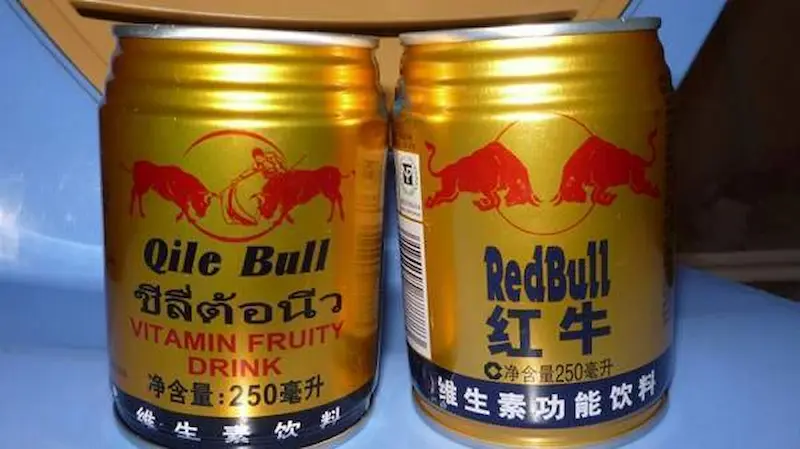 Qile Bull
ซีลี่ต้อนิว
VITAMIN FRUITY
DRINK
净含量:250毫升
维生素饮料
RedBull
红牛
净含量250毫升
维生素功能饮料